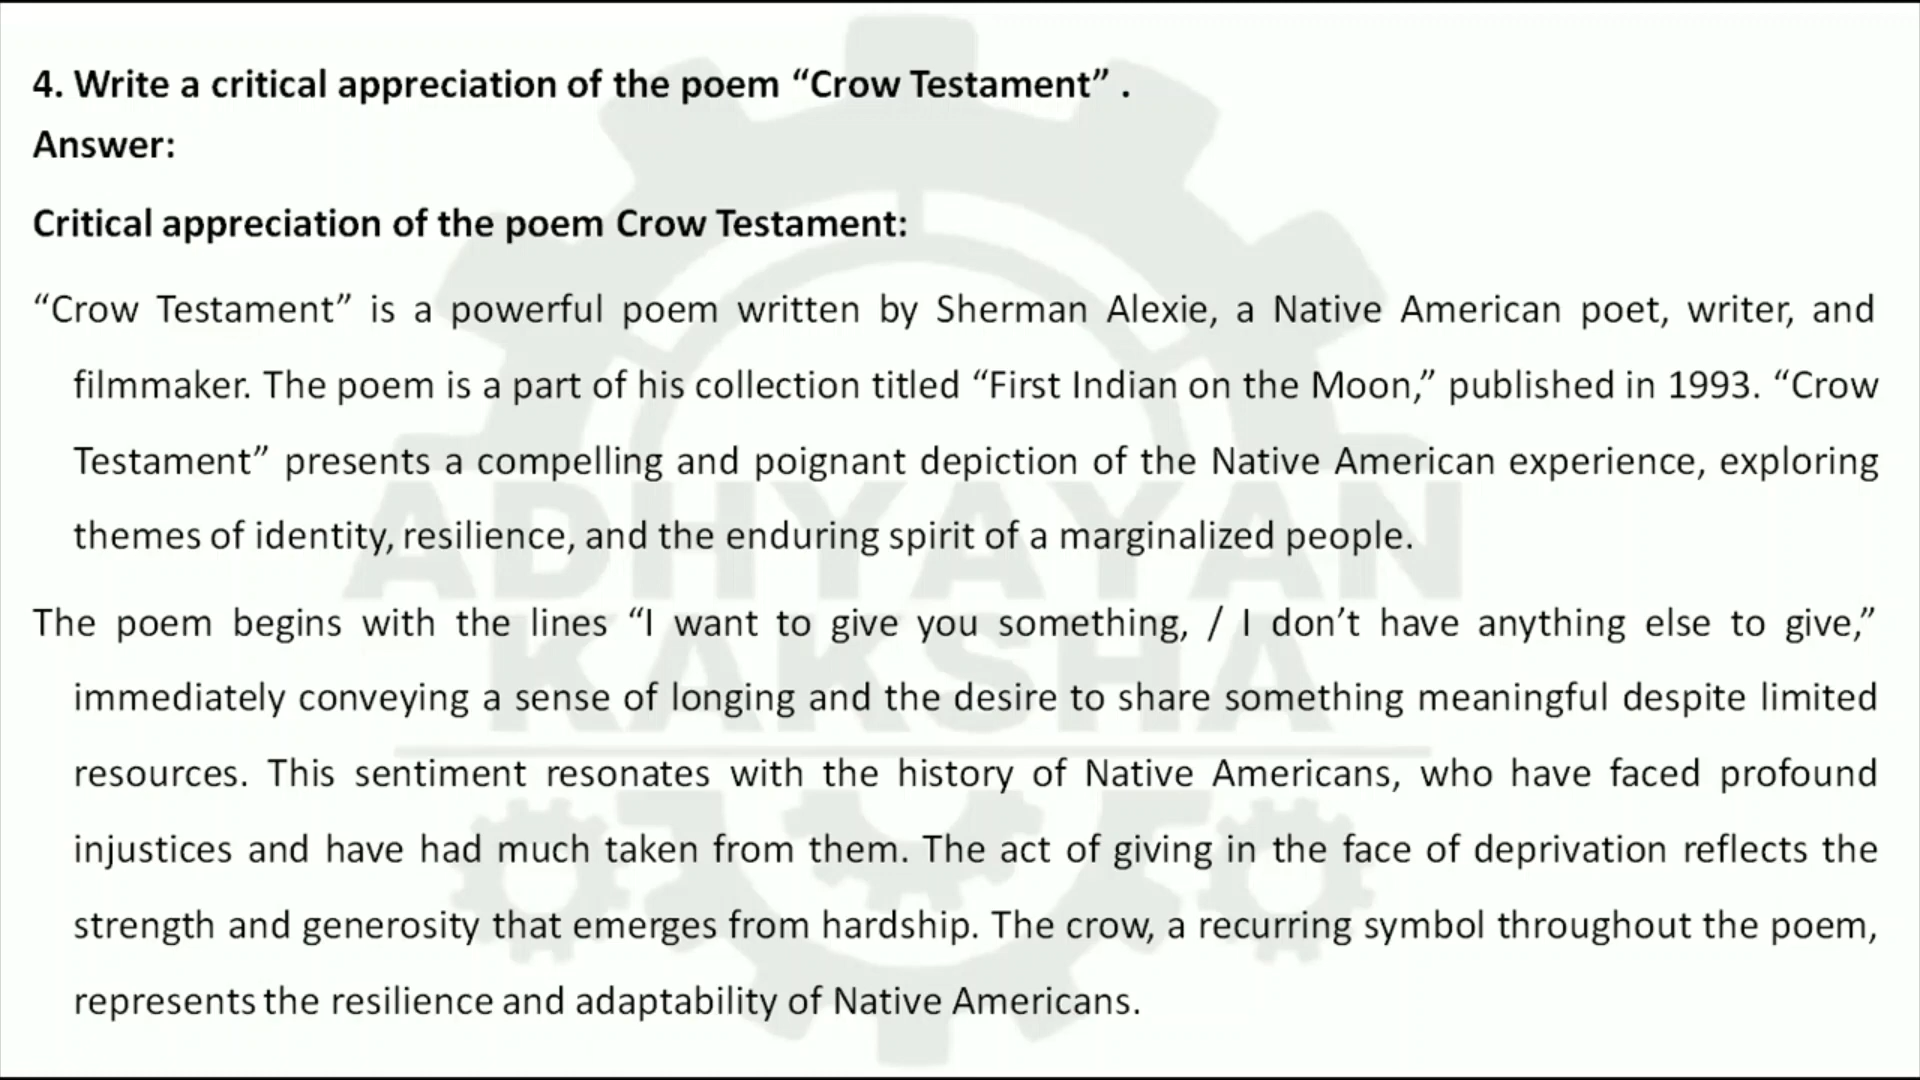 4. Write a critical appreciation of the poem “Crow Testament” .
Answer:
Critical appreciation of the poem Crow Testament:
“Crow Testament” is a powerful poem written by Sherman Alexie, a Native American poet, writer, and
filmmaker. The poem is a part of his collection titled “First Indian on the Moon,” published in 1993. “Crow
Testament” presents a compelling and poignant depiction of the Native American experience, exploring
themes of identity, resilience, and the enduring spirit of a marginalized people.
The poem begins with the lines “I want to give you something, / I don’t have anything else to give,”
immediately conveying a sense of longing and the desire to share something meaningful despite limited
resources. This sentiment resonates with the history of Native Americans, who have faced profound
injustices and have had much taken from them. The act of giving in the face of deprivation reflects the
strength and generosity that emerges from hardship. The crow, a recurring symbol throughout the poem,
represents the resilience and adaptability of Native Americans.
ADHYAYAN
KAKSHA